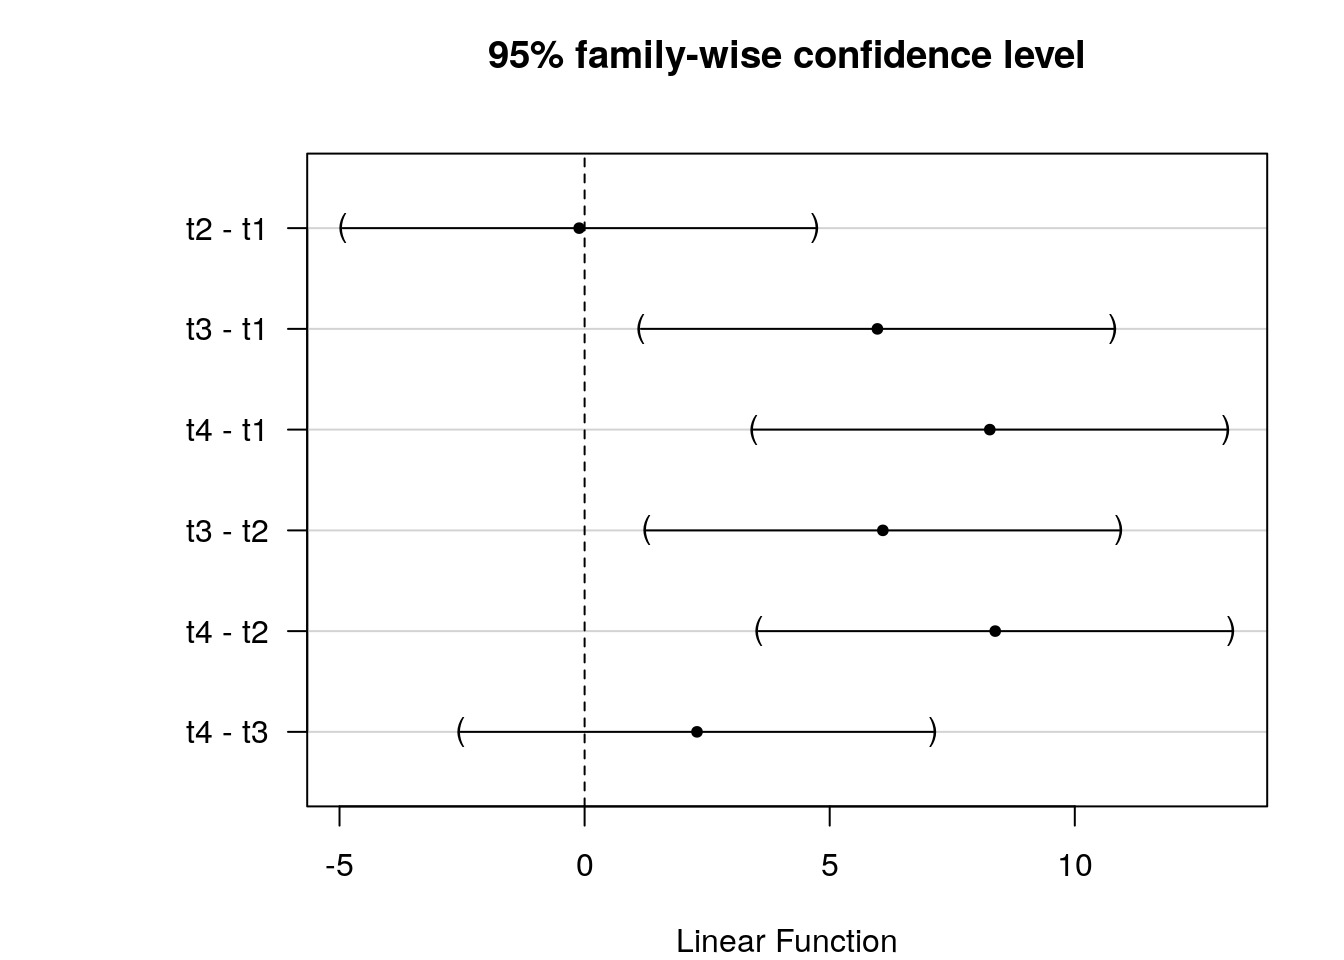 95% family-wise confidence level
t2 - t1
t3 - t1
t4 - t1
t3 - t2
t4 - t2
t4 - t3
-5 0 5 10
Linear Function